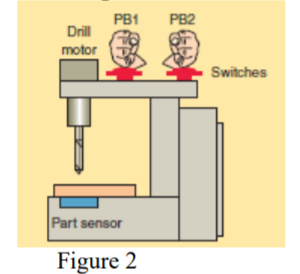 PB1 PB2
Drill
motor
Switches
Part sensor
Figure 2